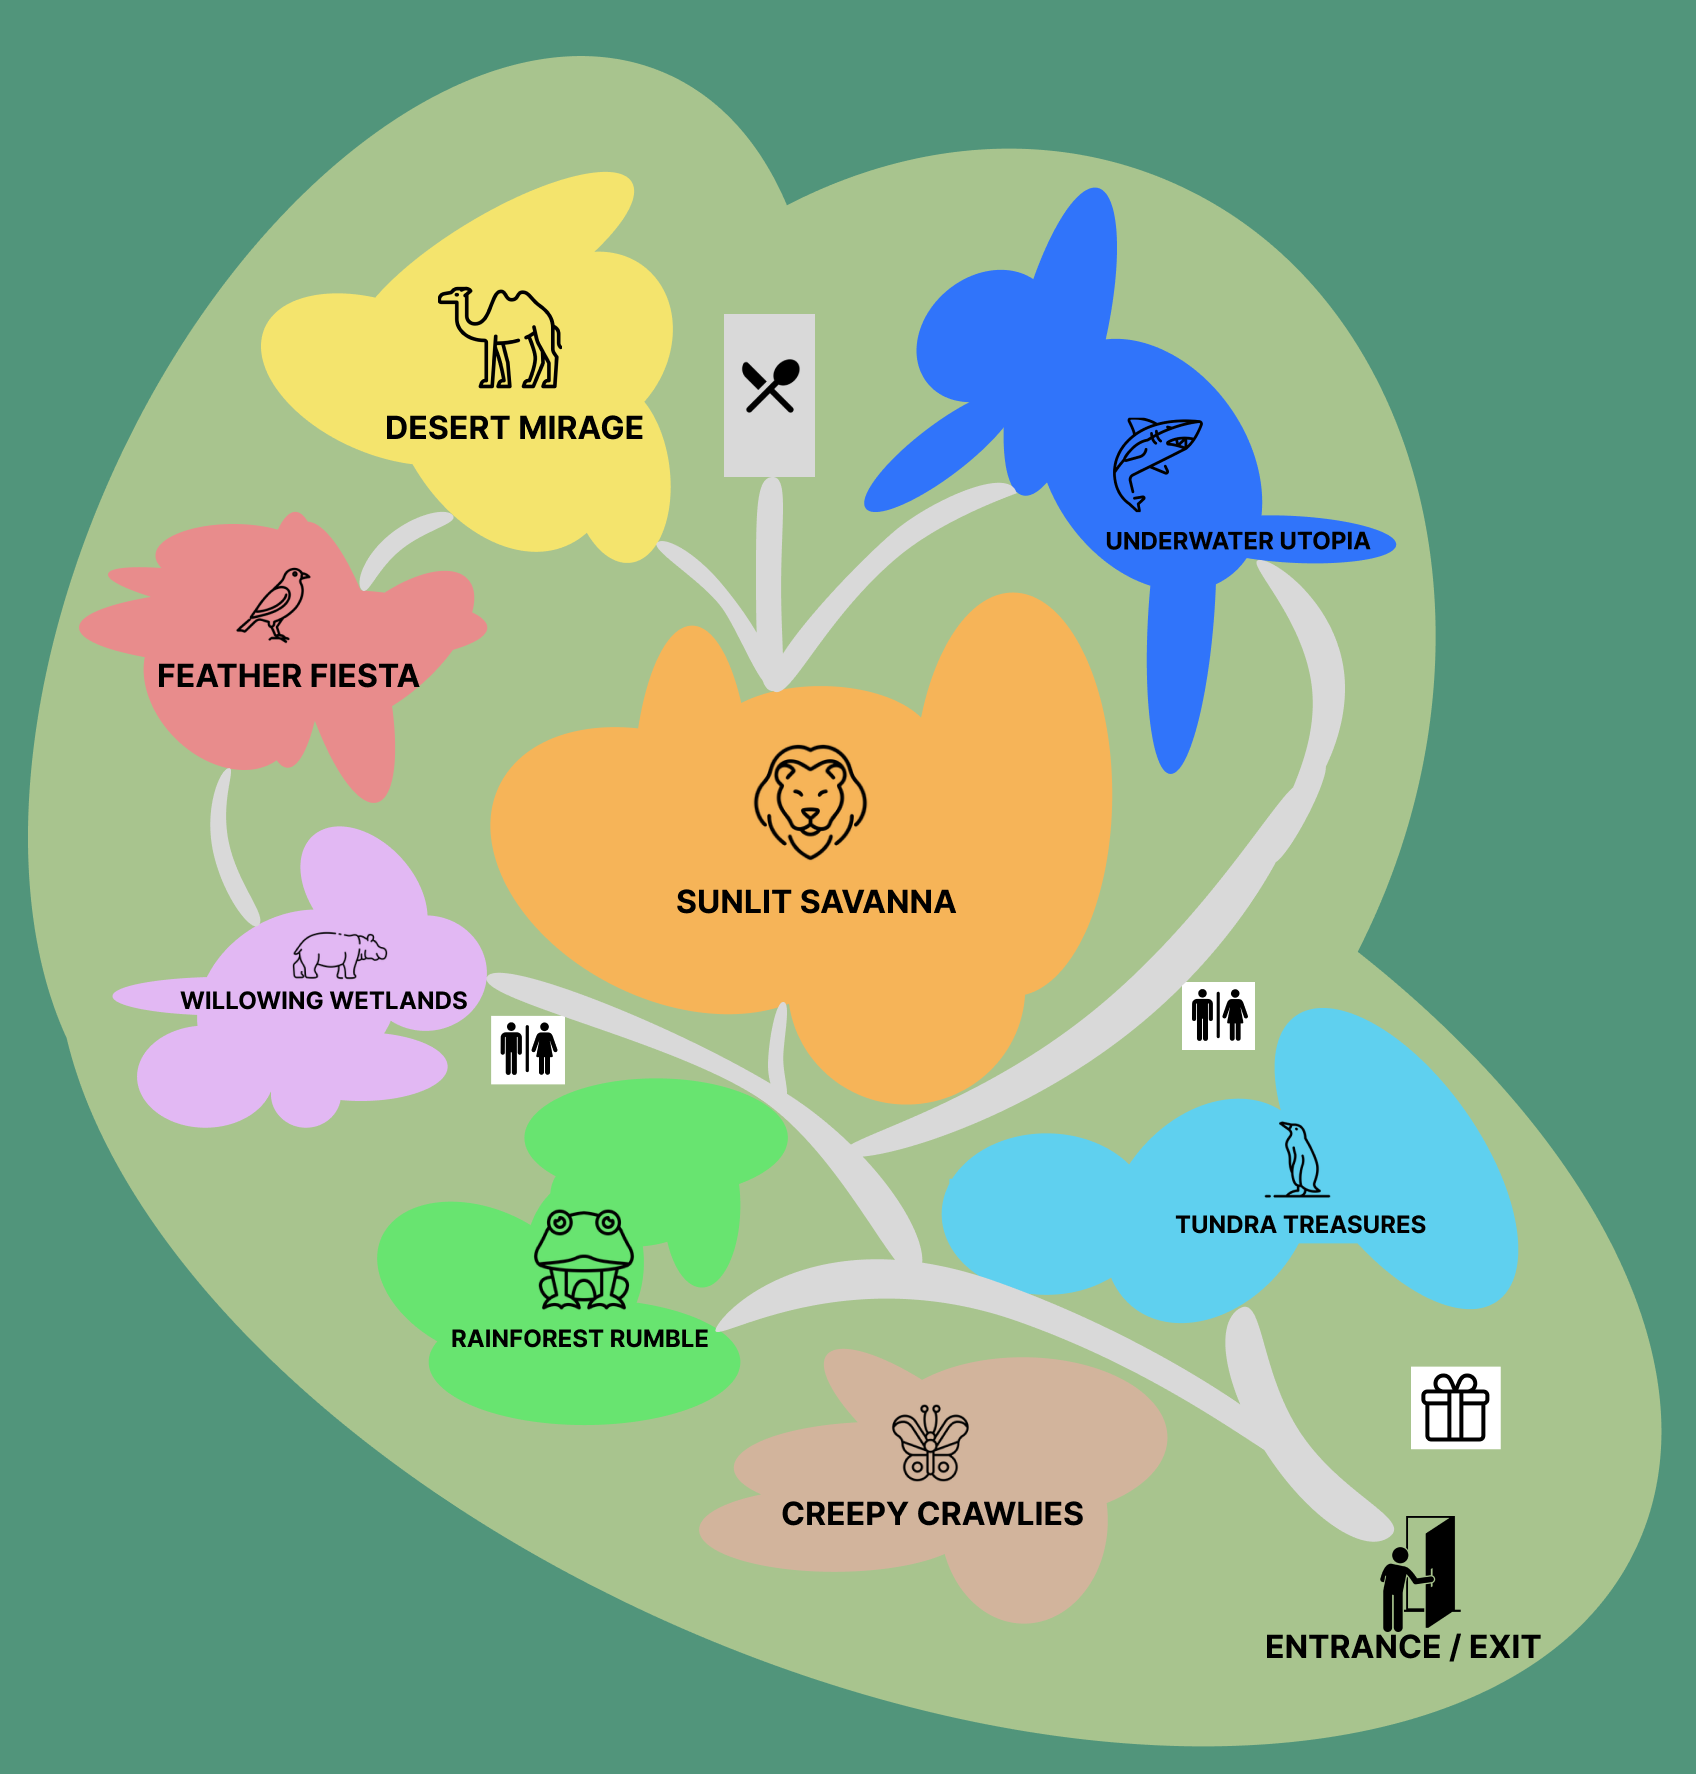 DESERT MIRAGE
UNDERWATER UTOPIA
FEATHER FIESTA
SUNLIT SAVANNA
WILLOWING WETLANDS
TUNDRA TREASURES
RAINFOREST RUMBLE
CREEPY CRAWLIES
ENTRANCE / EXIT